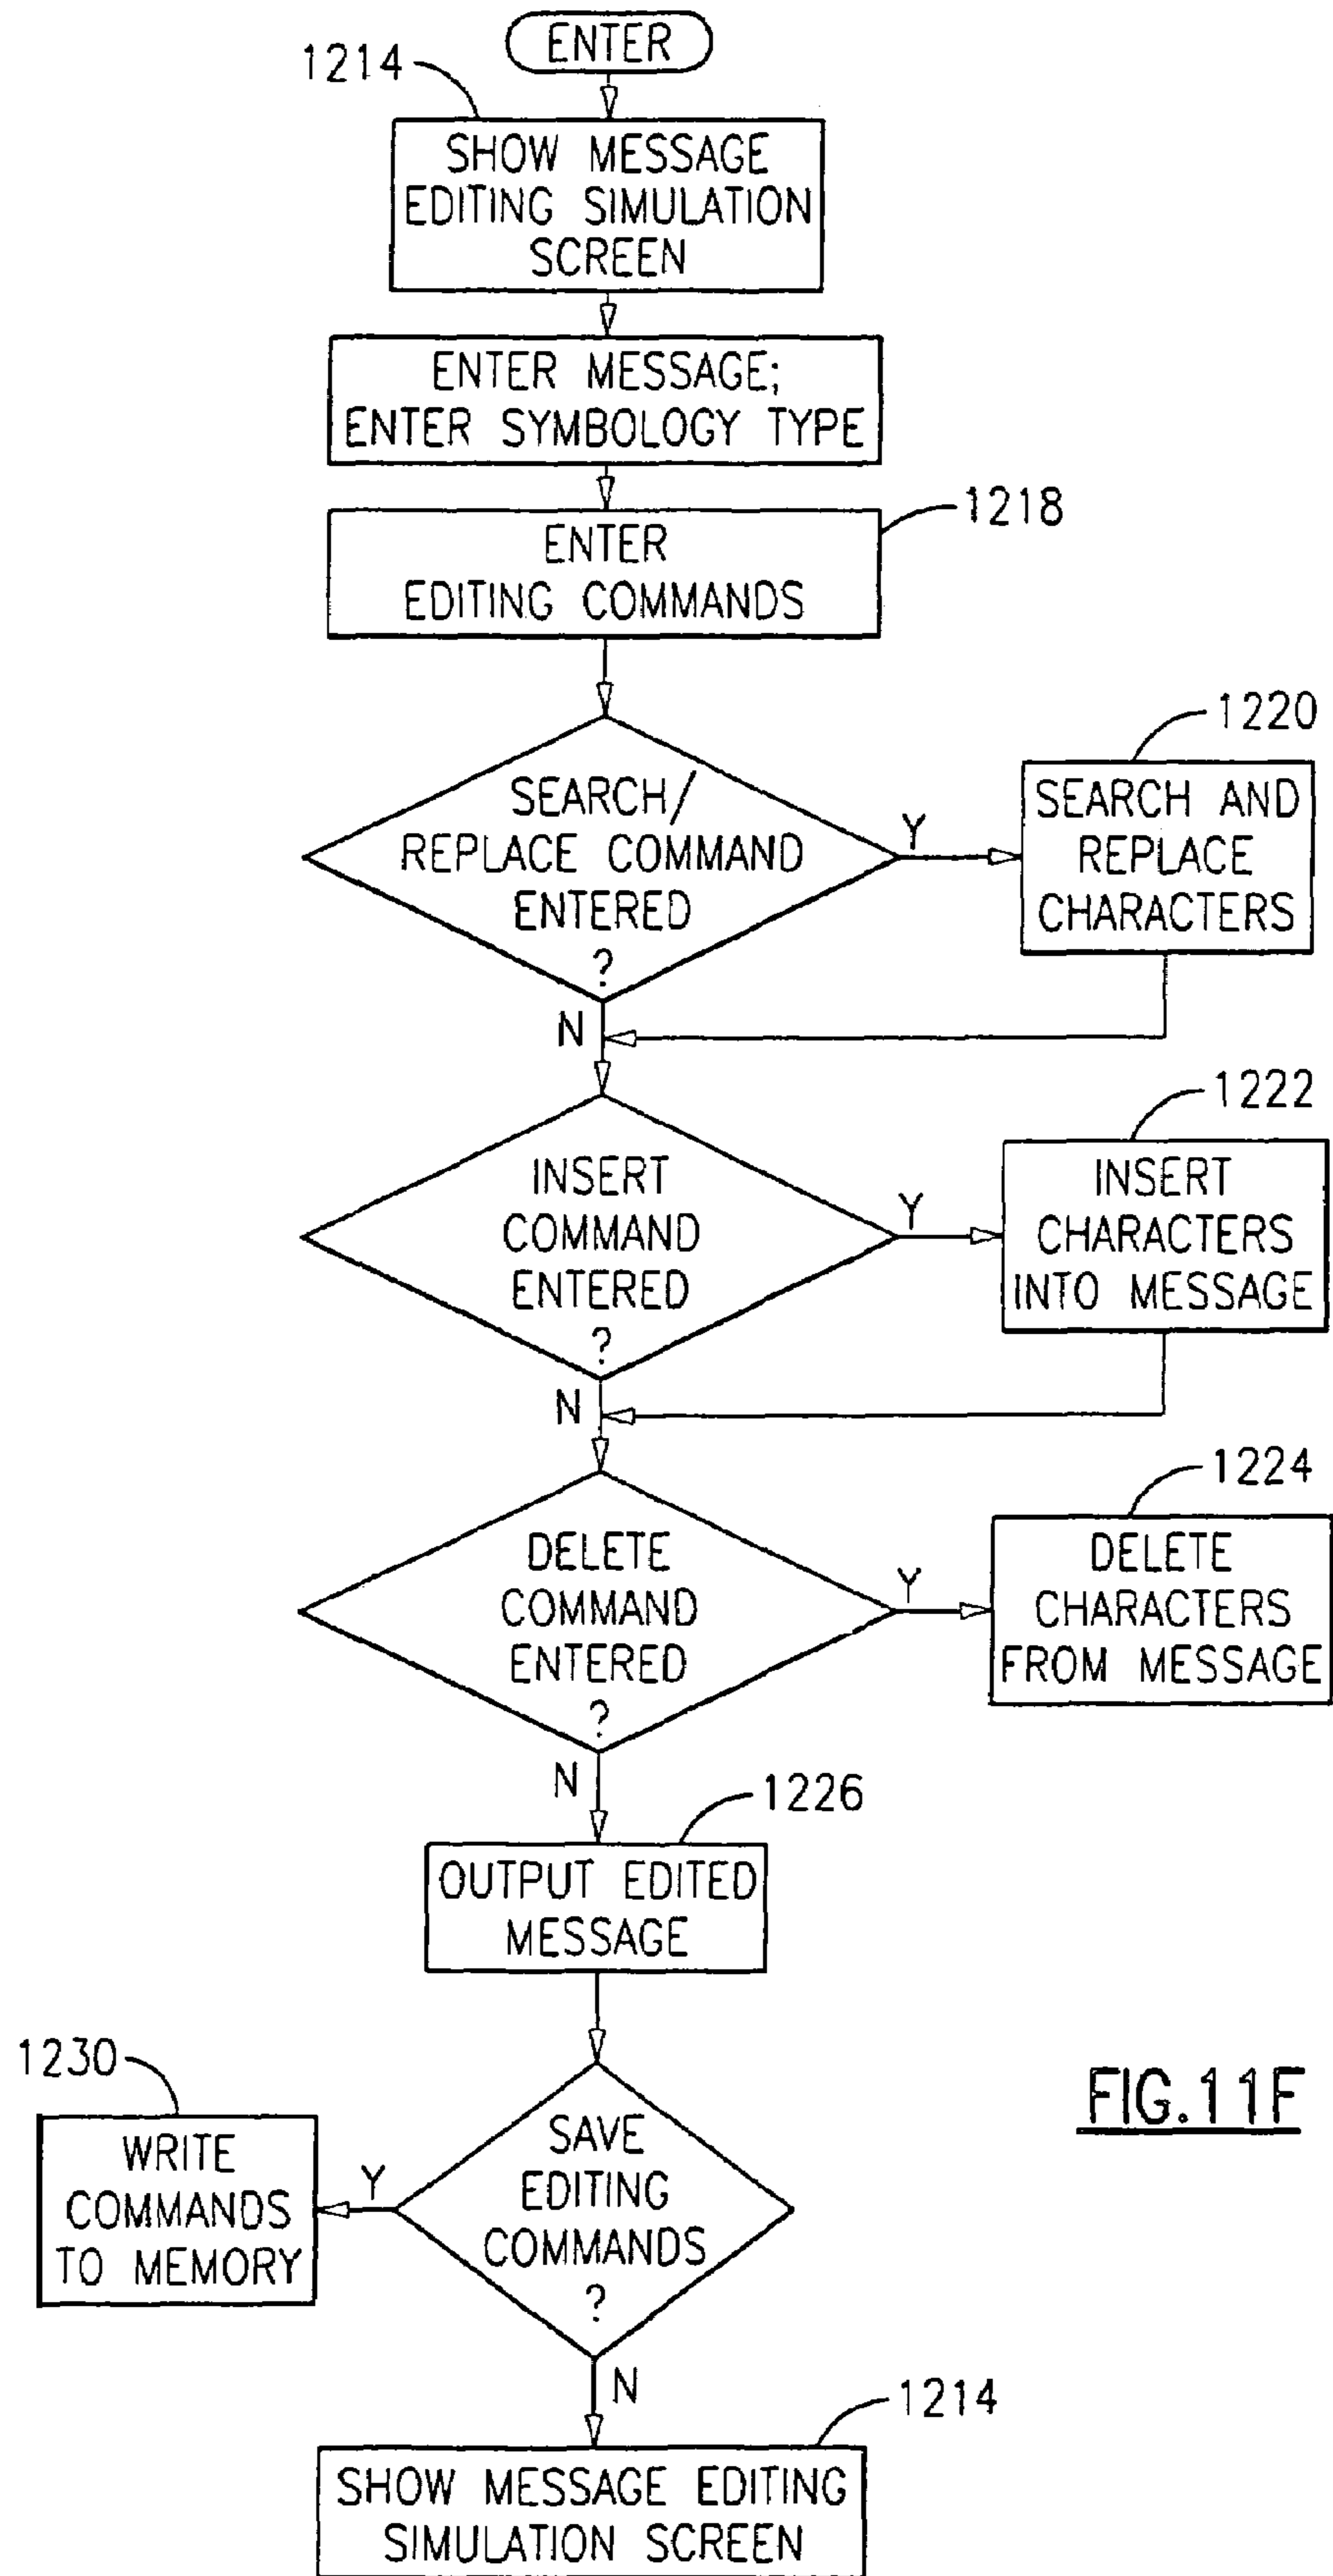 ENTER
1214
SHOW MESSAGE
EDITING SIMULATION
SCREEN
ENTER MESSAGE;
ENTER SYMBOLOGY TYPE
1218
ENTER
EDITING COMMANDS
1220
SEARCH/
REPLACE COMMAND
ENTERED
?
Y
SEARCH AND
REPLACE
CHARACTERS
N
1222
INSERT
COMMAND
ENTERED
?
Y
INSERT
CHARACTERS
INTO MESSAGE
N
1224
DELETE
COMMAND
ENTERED
?
Y
DELETE
CHARACTERS
FROM MESSAGE
N
1226
OUTPUT EDITED
MESSAGE
1230
WRITE
COMMANDS
TO MEMORY
Y
SAVE
EDITING
COMMANDS
?
FIG.11F
N
1214
SHOW MESSAGE EDITING
SIMULATION SCREEN